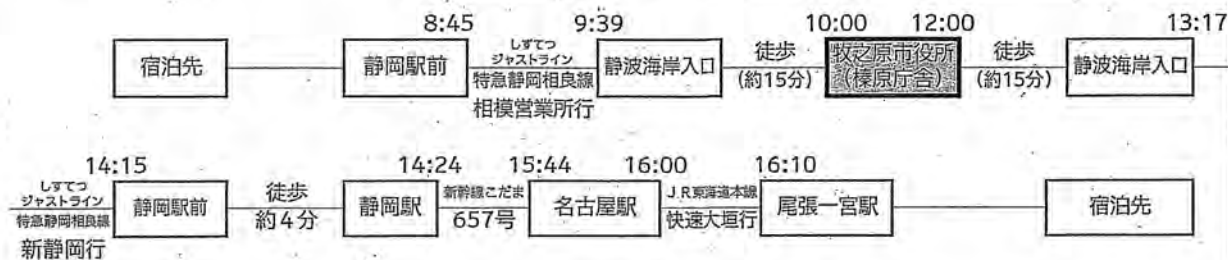 8:45 9:39 10:00 12:00 13:17
宿泊先
静岡駅前
しずてつ
ジャストライン
特急静岡相良線
相模営業所行
静波海岸入口
徒歩
(約15分)
牧之原市役所
(榛原庁舎)
徒歩
(約15分)
静波海岸入口
14:15 14:24 15:44 16:00 16:10
しずてつ
ジャストライン
特急静岡相良線
新静岡行
静岡駅前
徒歩
約4分
静岡駅
新幹線こだま
657号
名古屋駅
JR東海道本線
快速大垣行
尾張一宮駅
宿泊先